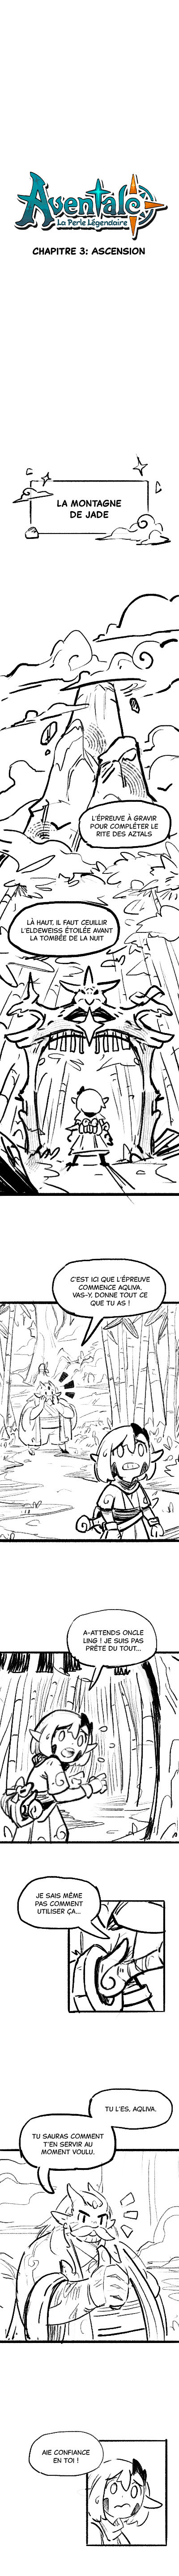 Aventalc
La Perle Légendaire
CHAPITRE 3: ASCENSION
LA MONTAGNE
DE JADE
L'ÉPREUVE À GRAVIR
POUR COMPLÉTER LE
RITE DES AZTALS
LÀ HAUT, IL FAUT CEUILLIR
L'ELDEWEISS ÉTOILÉE AVANT
LA TOMBÉE DE LA NUIT
C'EST ICI QUE L'ÉPREUVE
COMMENCE AQLIVA.
VAS-Y, DONNE TOUT CE
QUE TU AS !
A-ATTENDS ONCLE
LING ! JE SUIS PAS
PRÊTE DU TOUT...
JE SAIS MÊME
PAS COMMENT
UTILISER ÇA...
TU L'ES, AQLIVA.
TU SAURAS COMMENT
T'EN SERVIR AU
MOMENT VOULU,
AIE CONFIANCE
EN TOI !